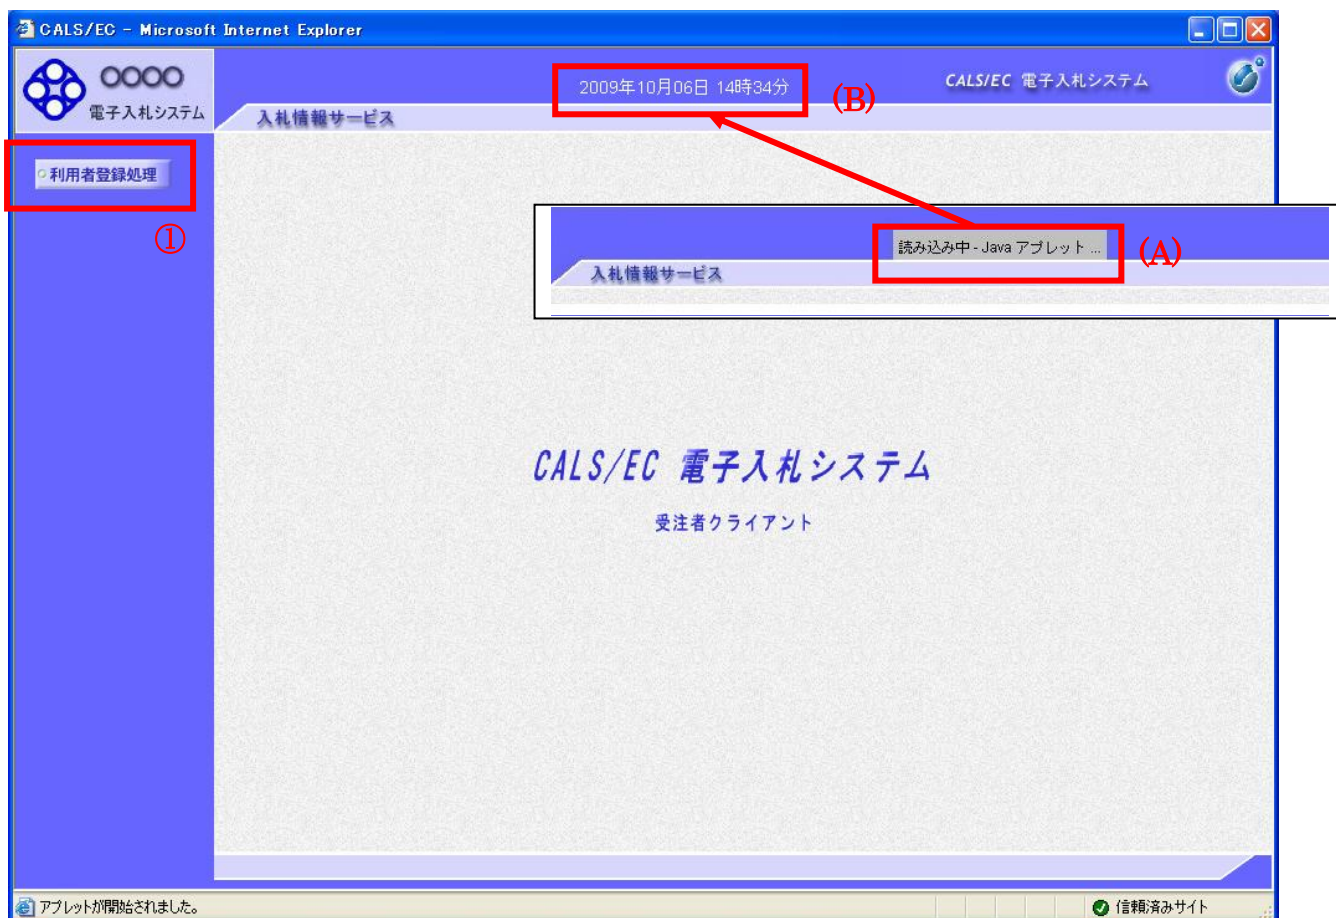 CALS/EC - Microsoft Internet Explorer
○○○○
電子入札システム
2009年10月06日 14時34分
(B)
CALS/EC 電子入札システム
入札情報サービス
利用者登録処理
①
読み込み中 - Java アプレット ...
(A)
入札情報サービス
CALS/EC 電子入札システム
受注者クライアント
アプレットが開始されました。
信頼済みサイト